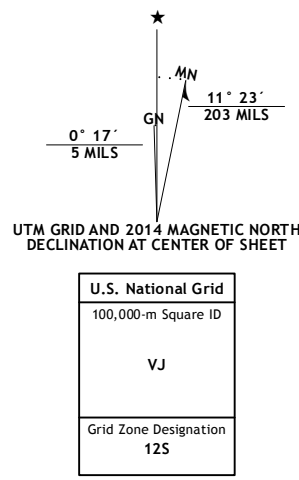 ★
MN
11° 23´
203 MILS
GN
0° 17´
5 MILS
UTM GRID AND 2014 MAGNETIC NORTH
DECLINATION AT CENTER OF SHEET
U.S. National Grid
100,000-m Square ID
VJ
Grid Zone Designation
12S